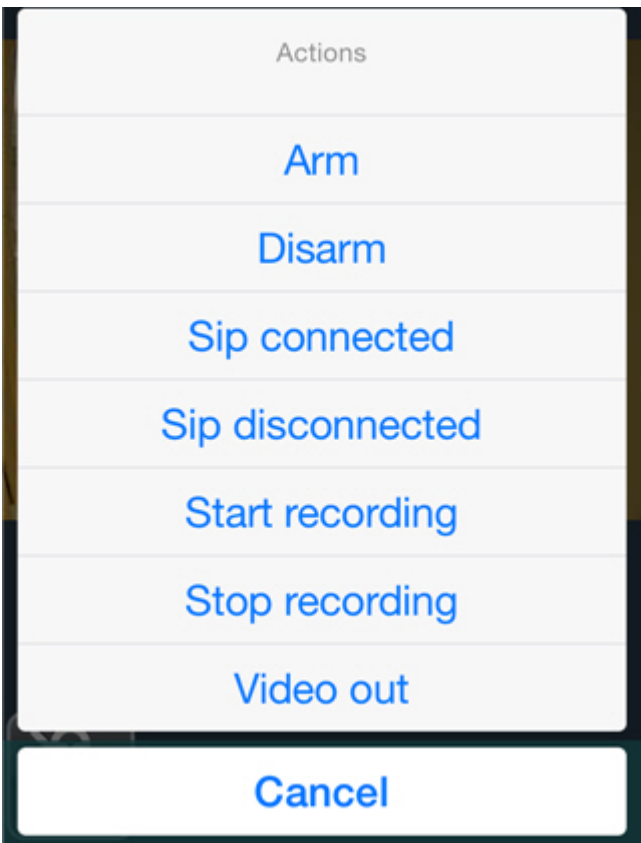 Actions
Arm
Disarm
Sip connected
Sip disconnected
Start recording
Stop recording
Video out
Cancel